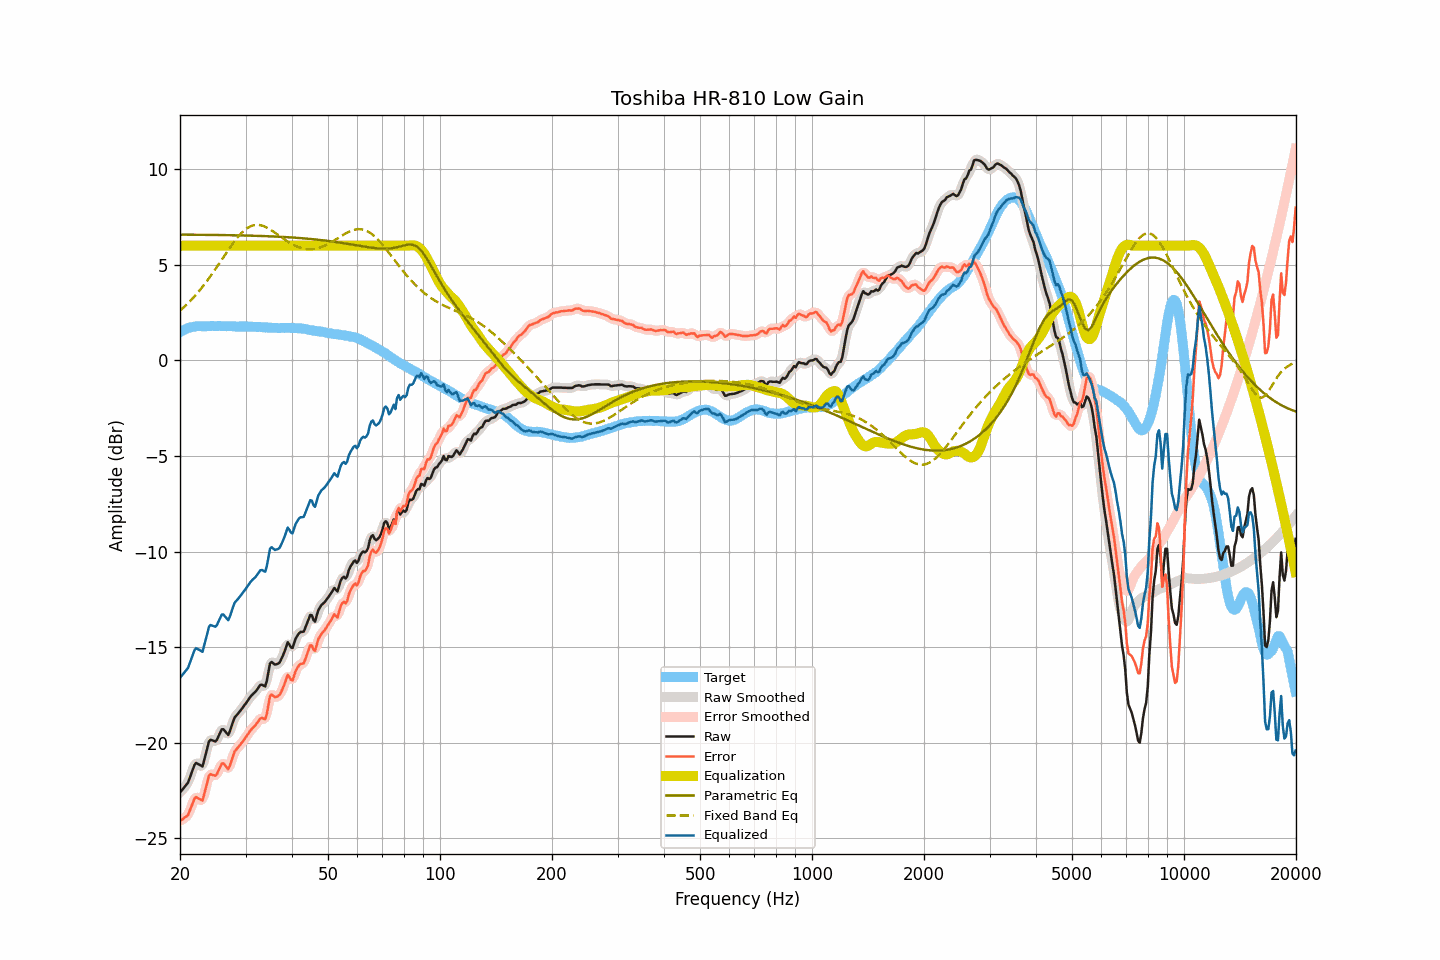 Toshiba HR-810 Low Gain
Amplitude (dBr)
10
5
0
−5
−10
−15
−20
−25
Target
Raw Smoothed
Error Smoothed
Raw
Error
Equalization
Parametric Eq
Fixed Band Eq
Equalized
20 50 100 200 500 1000 2000 5000 10000 20000
Frequency (Hz)